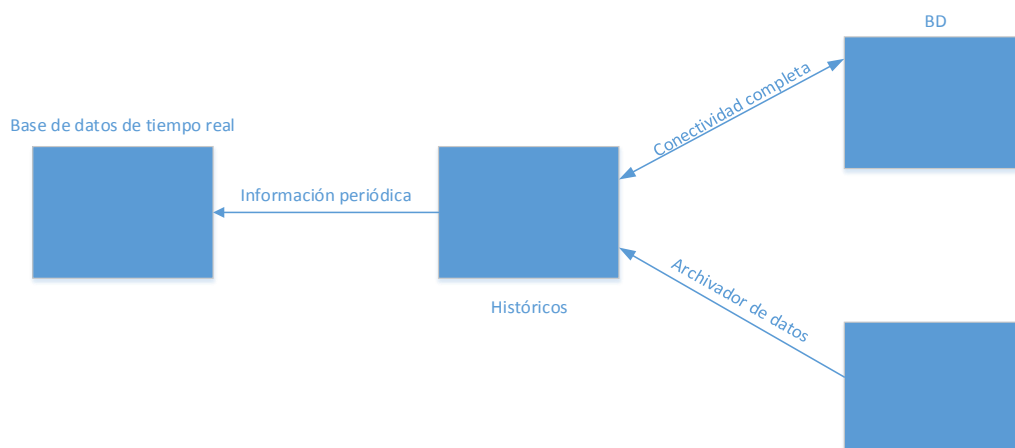 BD
Conectividad completa
Base de datos de tiempo real
Información periódica
Archivador de datos
Históricos